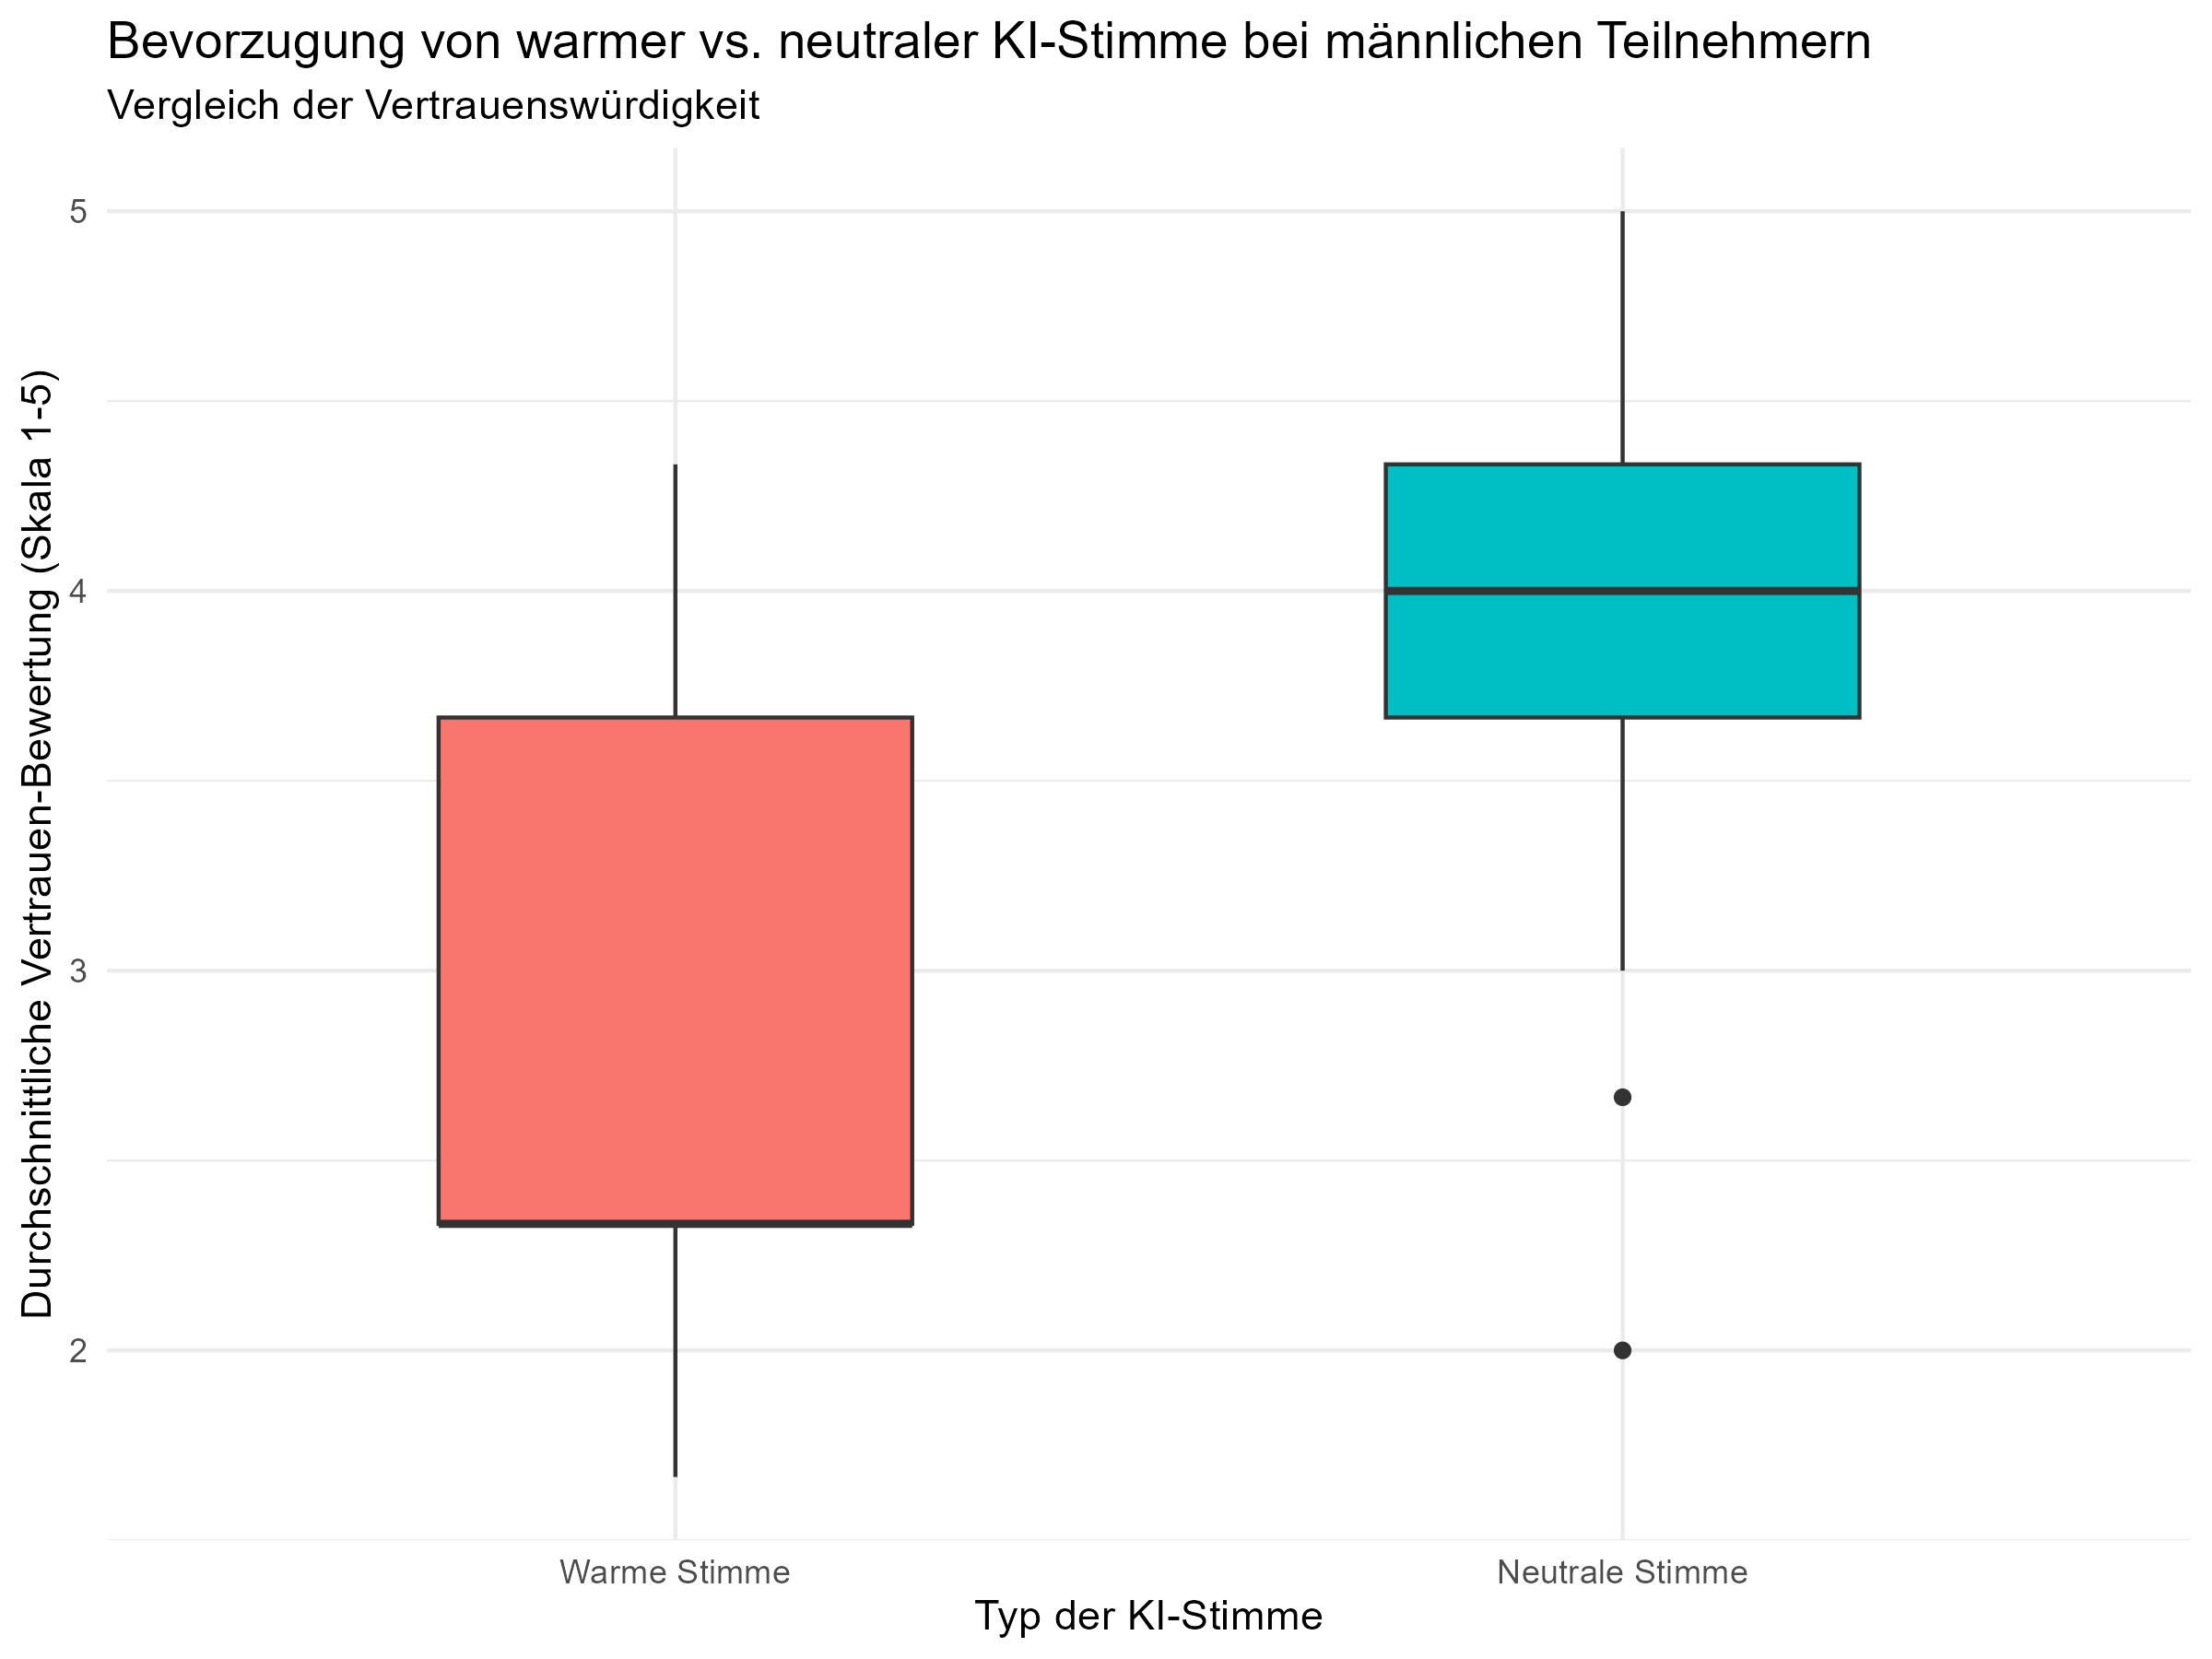 Bevorzugung von warmer vs. neutraler KI-Stimme bei männlichen Teilnehmern
Vergleich der Vertrauenswürdigkeit
Durchschnittliche Vertrauen-Bewertung (Skala 1-5)
5
4
3
2
Warme Stimme
Neutrale Stimme
Typ der KI-Stimme